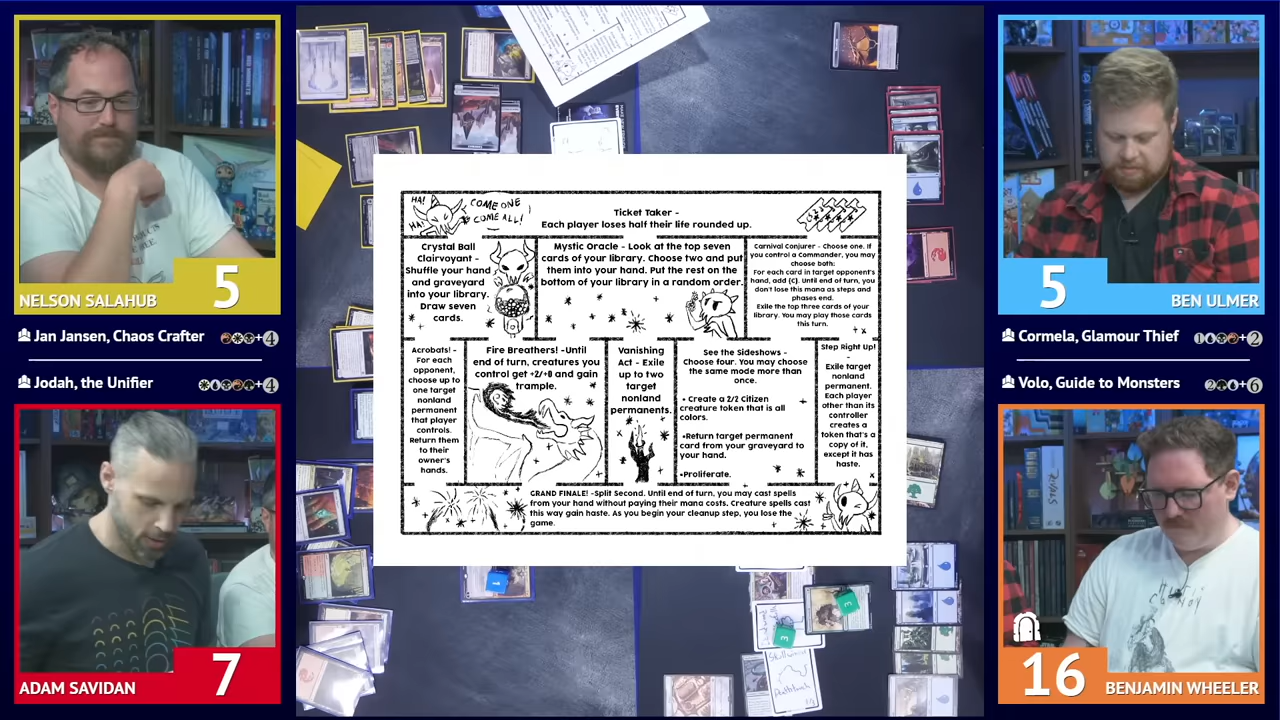 NELSON SALAHUB
5
Jan Jansen, Chaos Crafter
+4
Jodah, the Unifier
+4
ADAM SAVIDAN
7
HA!
HA!
COME ONE
COME ALL!
Ticket Taker -
Each player loses half their life rounded up.
Crystal Ball
Clairvoyant -
Shuffle your hand
and graveyard
into your library.
Draw seven
cards.
Mystic Oracle - Look at the top seven
cards of your library. Choose two and put
them into your hand. Put the rest on the
bottom of your library in a random order.
Carnival Conjurer - Choose one. If
you control a Commander, you may
choose both:
For each card in target opponent's
hand, add {C}. Until end of turn, you
don't lose this mana as steps and
phases end.
Exile the top three cards of your
library. You may play those cards
this turn.
Acrobats! -
For each
opponent,
choose up to
one target
nonland
permanent
that player
controls.
Return them
to their
owner's
hands.
Fire Breathers! -Until
end of turn, creatures you
control get +2/+0 and gain
trample.
Vanishing
Act - Exile
up to two
target
nonland
permanents.
See the Sideshows -
Choose four. You may choose
the same mode more than
once.
• Create a 2/2 Citizen
creature token that is all
colors.
•Return target permanent
card from your graveyard to
your hand.
•Proliferate.
Step Right Up!
-
Exile target
nonland
permanent.
Each player
other than its
controller
creates a
token that's a
copy of it,
except it has
haste.
GRAND FINALE! -Split Second. Until end of turn, you may cast spells
from your hand without paying their mana costs. Creature spells cast
this way gain haste. As you begin your cleanup step, you lose the
game.
3
3
5
BEN ULMER
Cormela, Glamour Thief
1 +2
Volo, Guide to Monsters
2 +6
16
BENJAMIN WHEELER